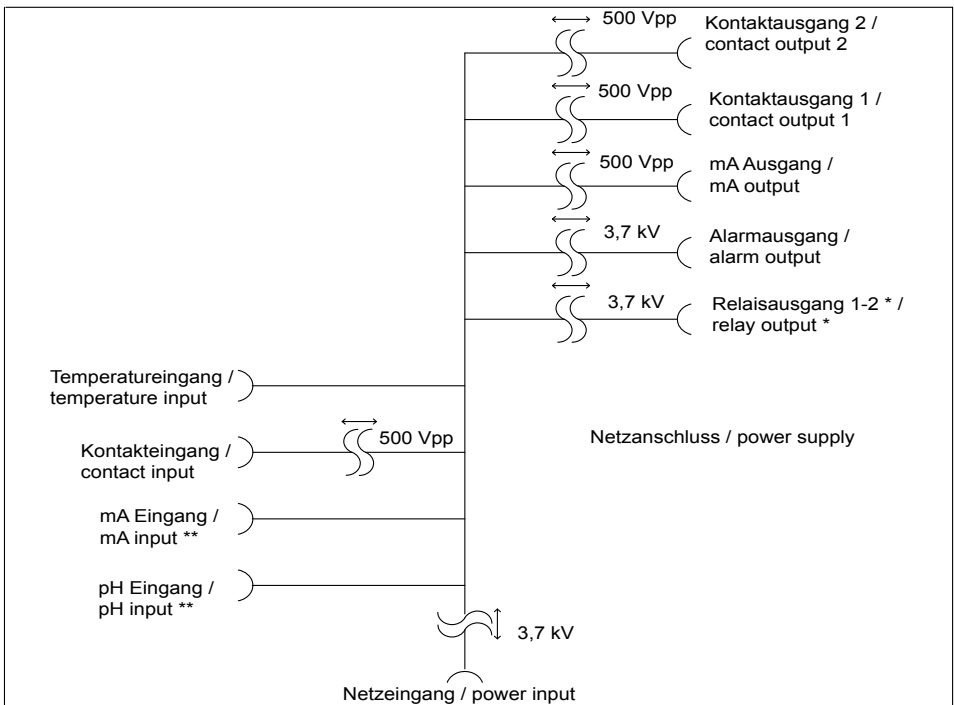 500 Vpp
Kontaktausgang 2 /
contact output 2
500 Vpp
Kontaktausgang 1 /
contact output 1
500 Vpp
mA Ausgang /
mA output
3,7 kV
Alarmausgang /
alarm output
3,7 kV
Relaisausgang 1-2 * /
relay output *
Temperatureingang /
temperature input
500 Vpp
Kontakteingang /
contact input
Netzanschluss / power supply
mA Eingang /
mA input **
pH Eingang /
pH input **
3,7 kV
Netzeingang / power input